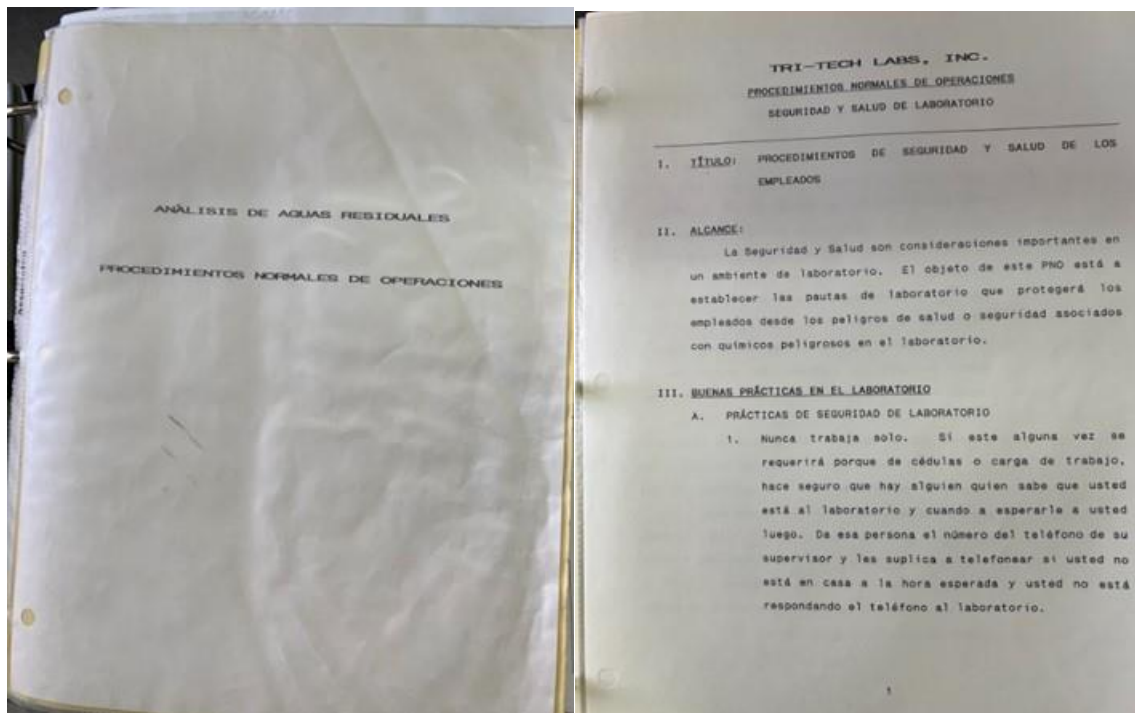 ANÁLISIS DE AGUAS RESIDUALES
PROCEDIMIENTOS NORMALES DE OPERACIONES
TRI-TECH LABS, INC.
PROCEDIMIENTOS NORMALES DE OPERACIONES
SEGURIDAD Y SALUD DE LABORATORIO
I. TÍTULO: PROCEDIMIENTOS DE SEGURIDAD Y SALUD DE LOS
EMPLEADOS
II. ALCANCE:
La Seguridad y Salud son consideraciones importantes en
un ambiente de laboratorio. El objeto de este PNO está a
establecer las pautas de laboratorio que protegerá los
empleados desde los peligros de salud o seguridad asociados
con químicos peligrosos en el laboratorio.
III. BUENAS PRÁCTICAS EN EL LABORATORIO
A. PRÁCTICAS DE SEGURIDAD DE LABORATORIO
1. Nunca trabaja solo. Si este alguna vez se
requerirá porque de cédulas o carga de trabajo,
hace seguro que hay alguien quien sabe que usted
está al laboratorio y cuando a esperarle a usted
luego. Da esa persona el número del teléfono de su
supervisor y les suplica a telefonear si usted no
está en casa a la hora esperada y usted no está
respondando el teléfono al laboratorio.
1